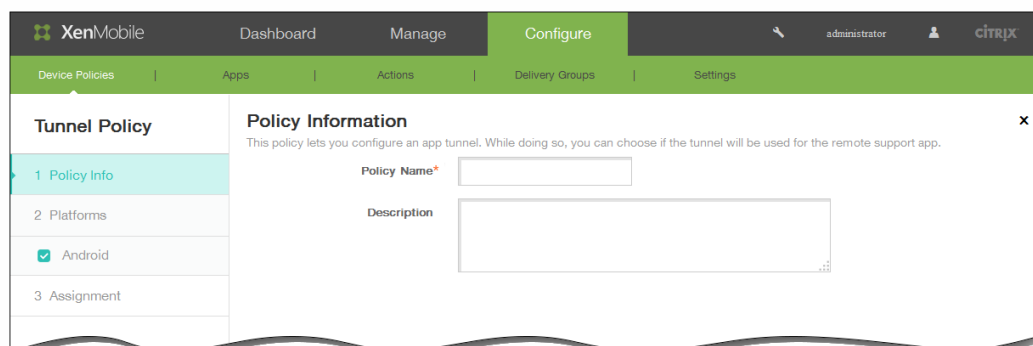 XenMobile Dashboard Manage Configure administrator CITRIX
Device Policies | Apps | Actions | Delivery Groups | Settings
Tunnel Policy
1 Policy Info
2 Platforms
Android
3 Assignment
Policy Information x
This policy lets you configure an app tunnel. While doing so, you can choose if the tunnel will be used for the remote support app.
Policy Name*
Description